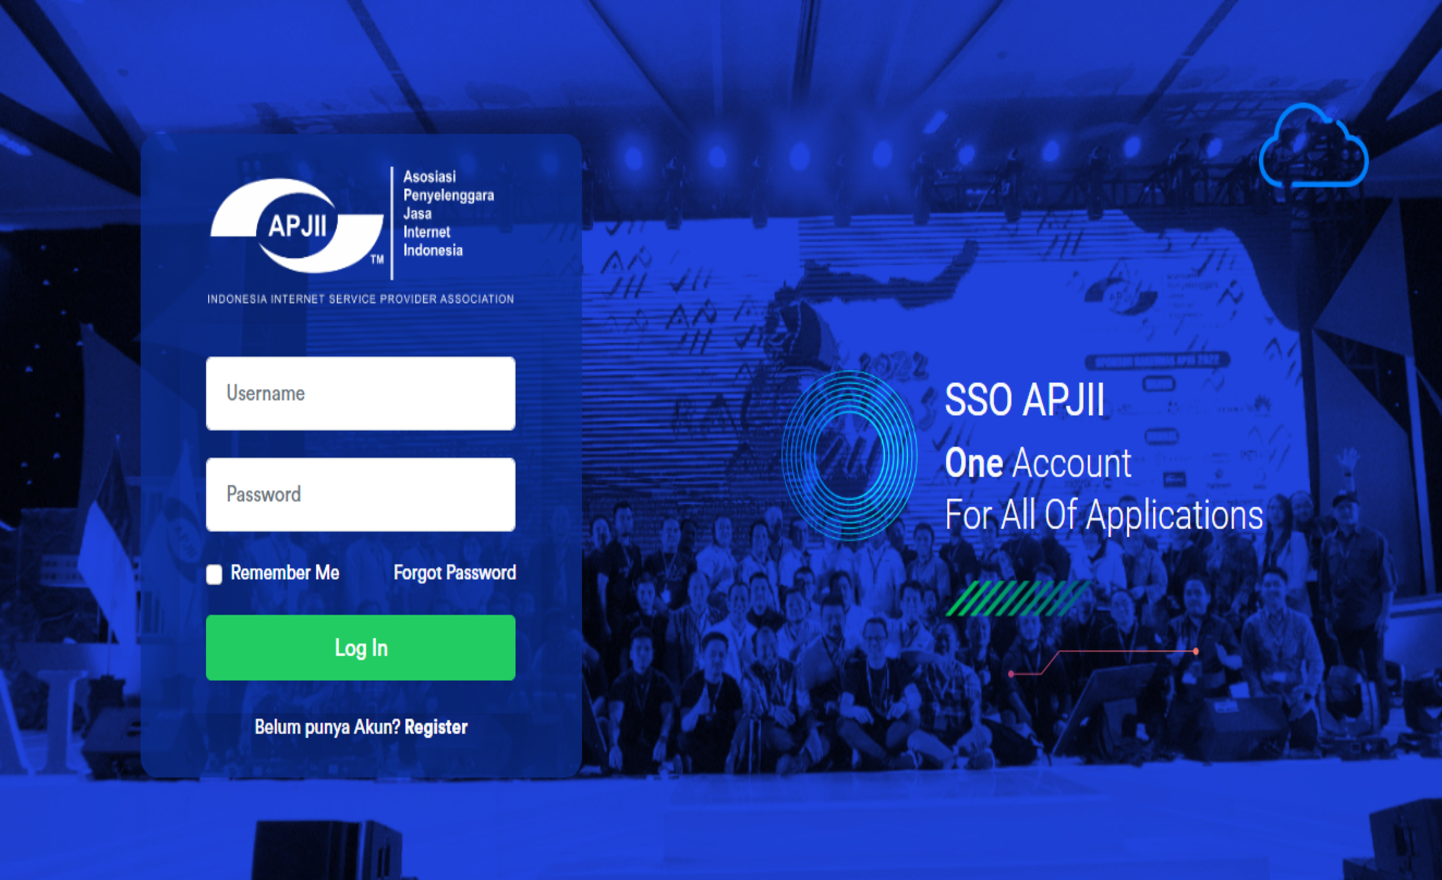 APJII
TM
Asosiasi
Penyelenggara
Jasa
Internet
Indonesia
INDONESIA INTERNET SERVICE PROVIDER ASSOCIATION
Username
Password
Remember Me
Forgot Password
Log In
Belum punya Akun? Register
2022
SSO APJII
One Account
For All Of Applications